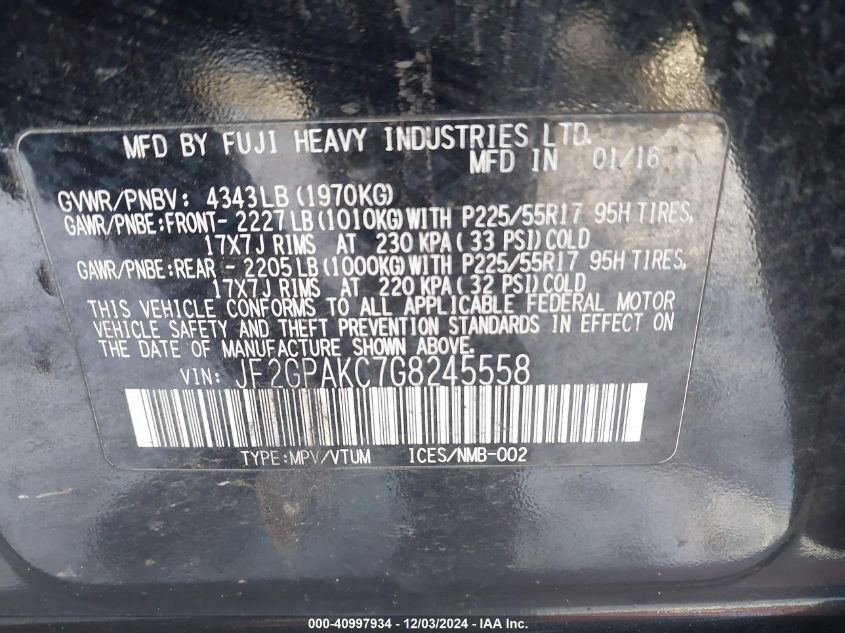 MFD BY FUJI HEAVY INDUSTRIES LTD.
MFD IN 01/16
GVWR/PNBV: 4343LB(1970KG)
GAWR/PNBE:FRONT-2227LB(1010KG)WITH P225/55R17 95H TIRES,
17X7J RIMS AT 230 KPA(33 PSI)COLD
GAWR/PNBE:REAR -2205LB(1000KG)WITH P225/55R17 95H TIRES,
17X7J RIMS AT 220 KPA(32 PSI)COLD
THIS VEHICLE CONFORMS TO ALL APPLICABLE FEDERAL MOTOR
VEHICLE SAFETY AND THEFT PREVENTION STANDARDS IN EFFECT ON
THE DATE OF MANUFACTURE SHOWN ABOVE.
VIN: JF2GPAKC7G8245558
TYPE:MPV/VTUM ICES/NMB-002
000-40997934 - 12/03/2024 - IAA Inc.